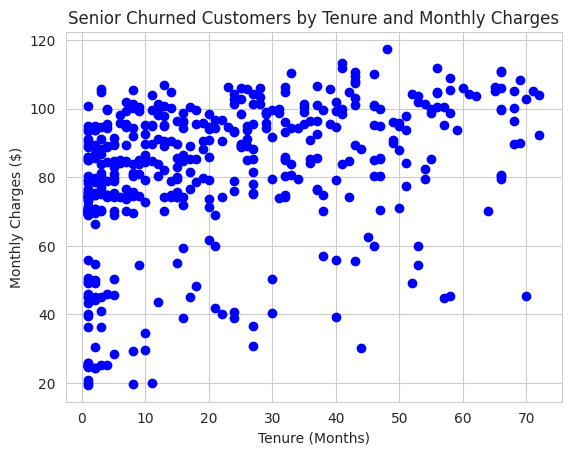 Senior Churned Customers by Tenure and Monthly Charges
120
100
80
60
40
20
Monthly Charges ($)
0 10 20 30 40 50 60 70
Tenure (Months)